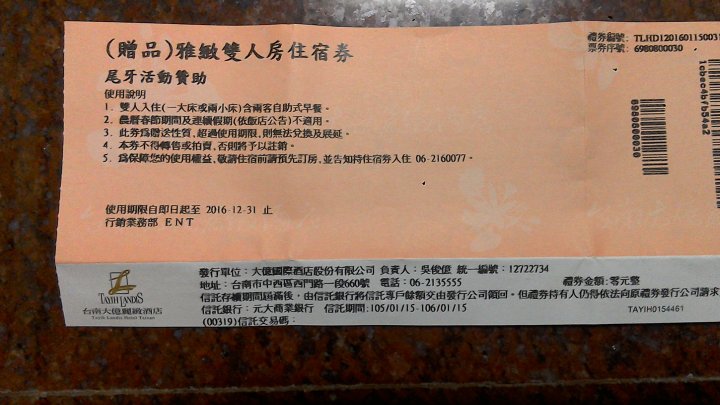 (贈品)雅緻雙人房住宿券
禮券編號: TLHD1201601150031
票券序號: 6980800030
尾牙活動贊助
使用說明
1. 雙人入住(一大床或兩小床)含兩客自助式早餐。
2. 農曆春節期間及連續假期(依飯店公告)不適用。
3. 此券為贈送性質,超過使用期限,則無法兌換及展延。
4. 本券不得轉售或拍賣,否則將予以註銷。
5. 為保障您的使用權益,敬請住宿前請預先訂房,並告知持住宿券入住 06-2160077。
1cbec4bfb54a2
6980800030
使用期限自即日起至 2016-12-31 止
行銷業務部 ENT
TAYIH LANDIS
台南大億麗緻酒店
Tayih Landis Hotel Tainan
發行單位: 大億國際酒店股份有限公司 負責人: 吳俊億 統一編號: 12722734
地址: 台南市中西區西門路一段660號 電話: 06-2135555
禮券金額:零元整
信託存續期間屆滿後, 由信託銀行將信託專戶餘額交由發行公司領回。但禮券持有人仍得依法向原禮券發行公司請求
信託銀行: 元大商業銀行 信託期間:105/01/15-106/01/15
TAYIH0154461
(00319)信託交易碼: